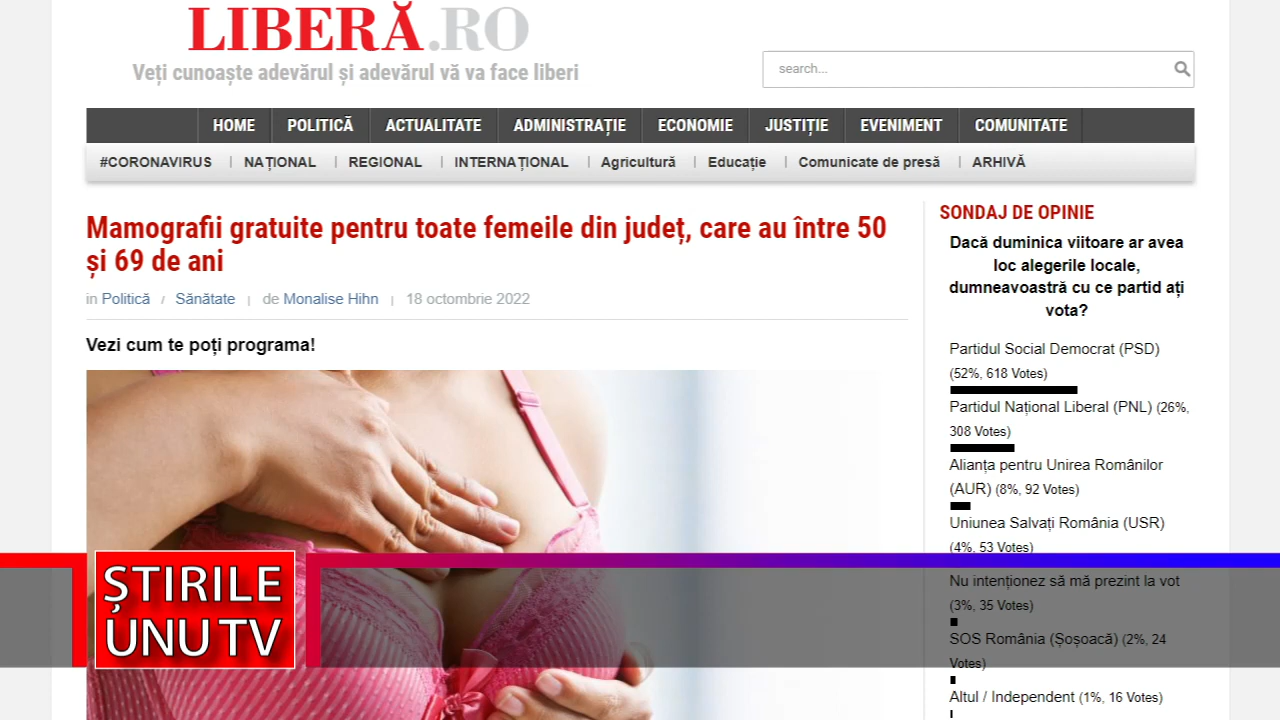 LIBERĂ.RO
Veți cunoaște adevărul și adevărul vă va face liberi
search...
HOME POLITICĂ ACTUALITATE ADMINISTRAȚIE ECONOMIE JUSTIȚIE EVENIMENT COMUNITATE
#CORONAVIRUS | NAȚIONAL | REGIONAL | INTERNAȚIONAL | Agricultură | Educație | Comunicate de presă | ARHIVĂ
Mamografii gratuite pentru toate femeile din județ, care au între 50
și 69 de ani
in Politică / Sănătate | de Monalise Hihn | 18 octombrie 2022
Vezi cum te poți programa!
SONDAJ DE OPINIE
Dacă duminica viitoare ar avea
loc alegerile locale,
dumneavoastră cu ce partid ați
vota?
Partidul Social Democrat (PSD)
(52%, 618 Votes)
Partidul Național Liberal (PNL) (26%,
308 Votes)
Alianța pentru Unirea Românilor
(AUR) (8%, 92 Votes)
Uniunea Salvați România (USR)
(4%, 53 Votes)
Nu intenționez să mă prezint la vot
(3%, 35 Votes)
SOS România (Șoșoacă) (2%, 24
Votes)
Altul / Independent (1%, 16 Votes)
ȘTIRILE
UNU TV